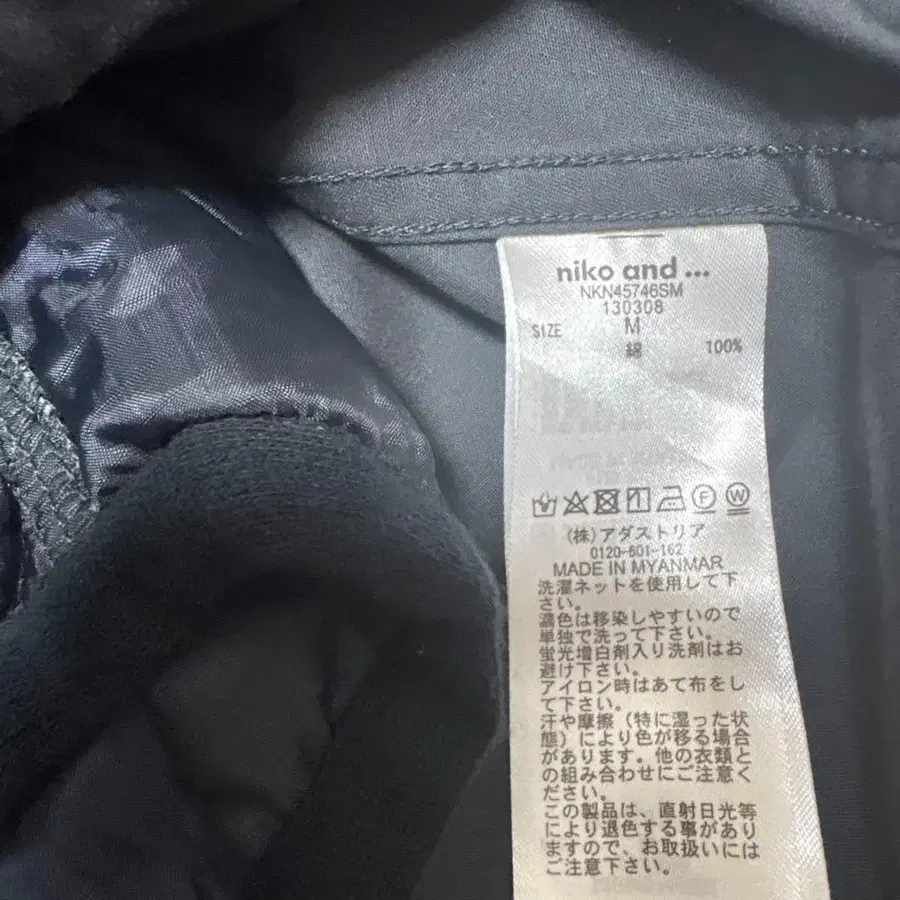 niko and ...
NKN45746SM
130308
SIZE M
綿 100%
F W
(株)アダストリア
0120-601-162
MADE IN MYANMAR
洗濯ネットを使用して下
さい。
濃色は移染しやすいので
単独で洗って下さい。
蛍光増白剤入り洗剤はお
避け下さい。
アイロン時はあて布をし
て下さい。
汗や摩擦（特に湿った状
態）により色が移る場合
があります。他の衣類と
の組み合わせにご注意く
ださい。
この製品は、直射日光等
により退色する事があり
ますので、お取扱いには
ご注意下さい。